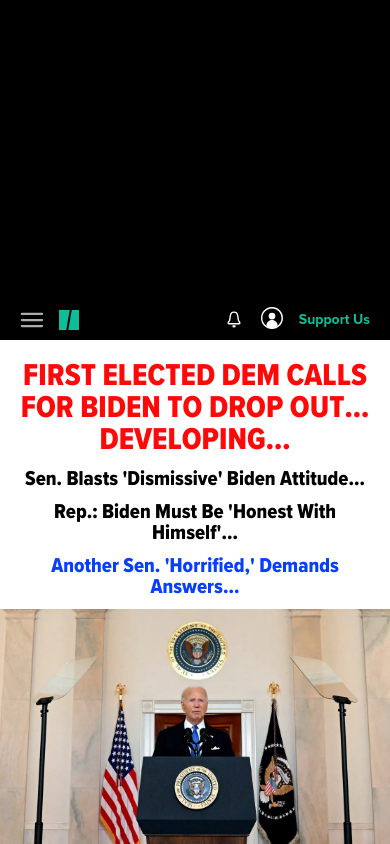 Support Us
FIRST ELECTED DEM CALLS
FOR BIDEN TO DROP OUT...
DEVELOPING...
Sen. Blasts 'Dismissive' Biden Attitude...
Rep.: Biden Must Be 'Honest With
Himself'...
Another Sen. 'Horrified,' Demands
Answers...